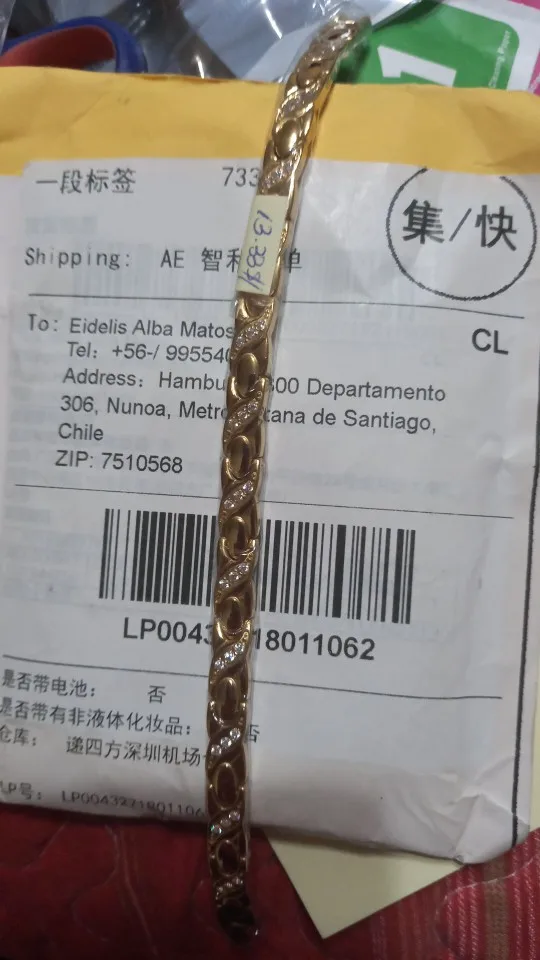 一段标签 733
集/快
Shipping: AE 智利 单
13.38g
To: Eidelis Alba Matos
CL
Tel: +56-/ 995540
Address: Hambu 300 Departamento
306, Nunoa, Metro itana de Santiago,
Chile
ZIP: 7510568
LP0043 18011062
是否带电池: 否
是否带有非液体化妆品: 否
仓库: 递四方深圳机场
LP号: LP0043271801106